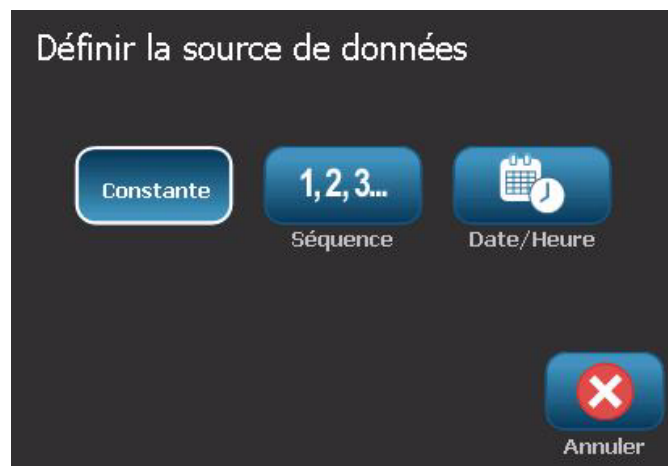 Définir la source de données
Constante
1, 2, 3...
Séquence
Date/Heure
Annuler